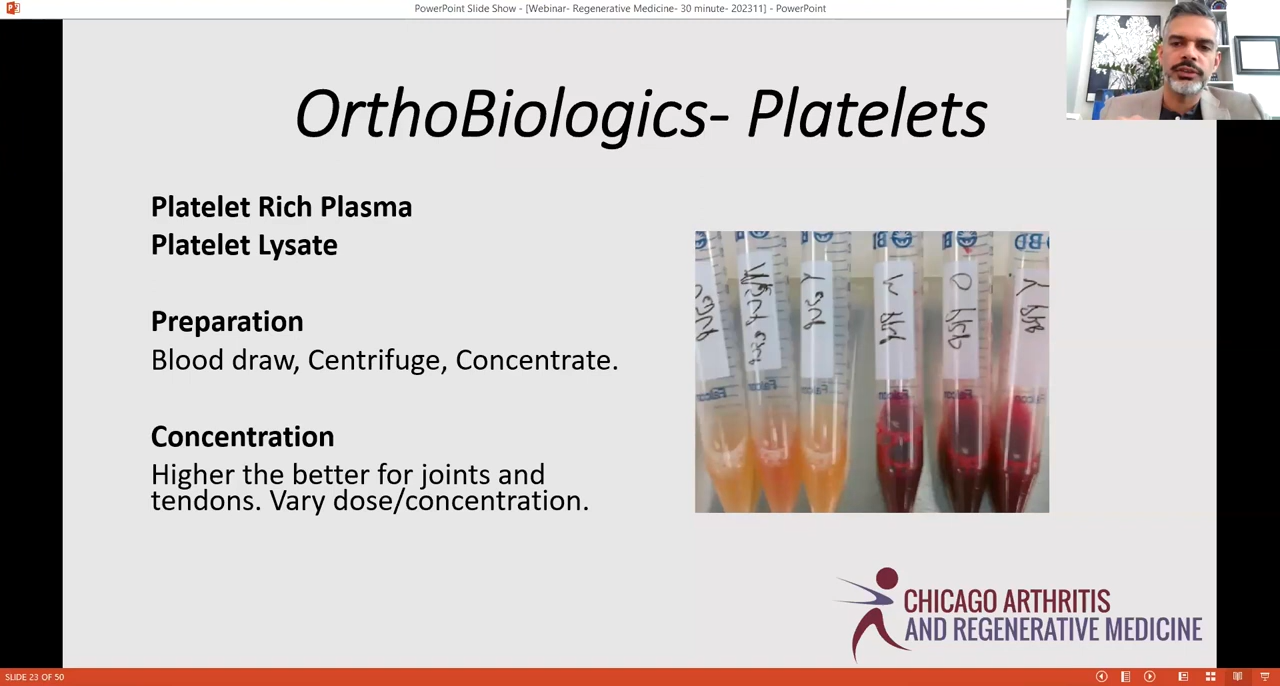 PowerPoint Slide Show - [Webinar- Regenerative Medicine- 30 minute- 202311] - PowerPoint
OrthoBiologics- Platelets
Platelet Rich Plasma
Platelet Lysate
Preparation
Blood draw, Centrifuge, Concentrate.
Concentration
Higher the better for joints and
tendons. Vary dose/concentration.
BD
Falcon
CHICAGO ARTHRITIS
AND REGENERATIVE MEDICINE
SLIDE 23 OF 50